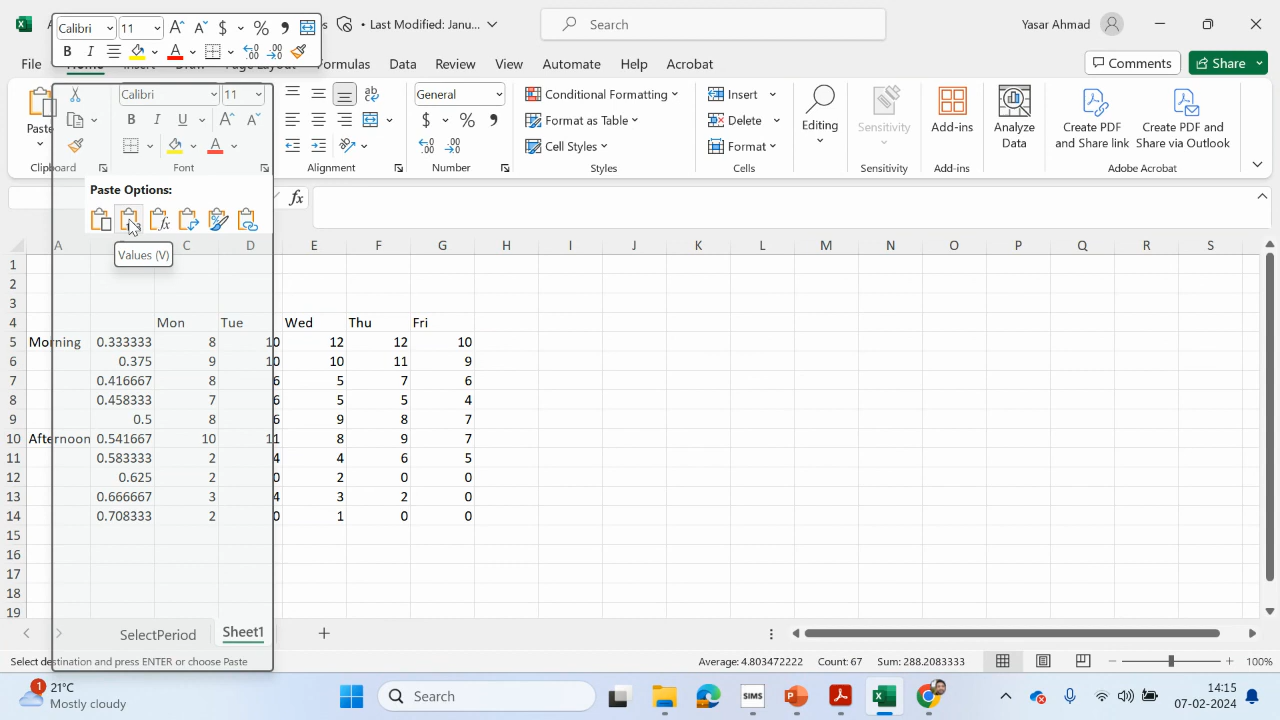 Calibri 11 A A $ % , Last Modified: Janu... Search Yasar Ahmad
B I A
File Home Insert Draw Page Layout Formulas Data Review View Automate Help Acrobat Comments Share
Paste Calibri 11 General Conditional Formatting Insert
B I U A A $ % Format as Table Delete
A Cell Styles Format
Editing Sensitivity Add-ins Analyze Data Create PDF and Share link Create PDF and Share via Outlook
Clipboard Font Alignment Number Styles Cells Sensitivity Add-ins Adobe Acrobat
Paste Options:
fx
Values (V)
A C D E F G H I J K L M N O P Q R S
1
2
3
4 Mon Tue Wed Thu Fri
5 Morning 0.333333 8 10 12 12 10
6 0.375 9 10 10 11 9
7 0.416667 8 6 5 7 6
8 0.458333 7 6 5 5 4
9 0.5 8 6 9 8 7
10 Afternoon 0.541667 10 11 8 9 7
11 0.583333 2 4 4 6 5
12 0.625 2 0 2 0 0
13 0.666667 3 4 3 2 0
14 0.708333 2 0 1 0 0
15
16
17
18
19
SelectPeriod Sheet1
Select destination and press ENTER or choose Paste Average: 4.803472222 Count: 67 Sum: 288.2083333 100%
1 21°C Mostly cloudy Search SIMS 14:15
07-02-2024